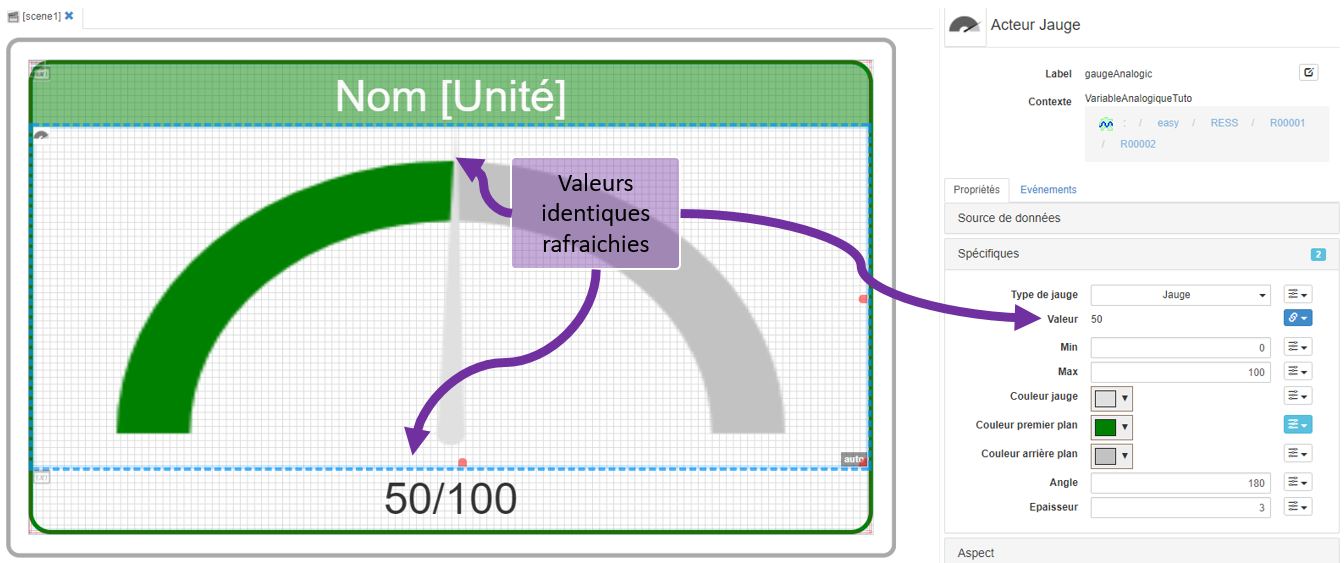 [scene1]
Nom [Unité]
Valeurs
identiques
rafraichies
auto
50/100
Acteur Jauge
Label gaugeAnalogic
Contexte VariableAnalogiqueTuto
: / easy / RESS / R00001
/ R00002
Propriétés Evènements
Source de données
Spécifiques 2
Type de jauge Jauge
Valeur 50
Min 0
Max 100
Couleur jauge
Couleur premier plan
Couleur arrière plan
Angle 180
Epaisseur 3
Aspect